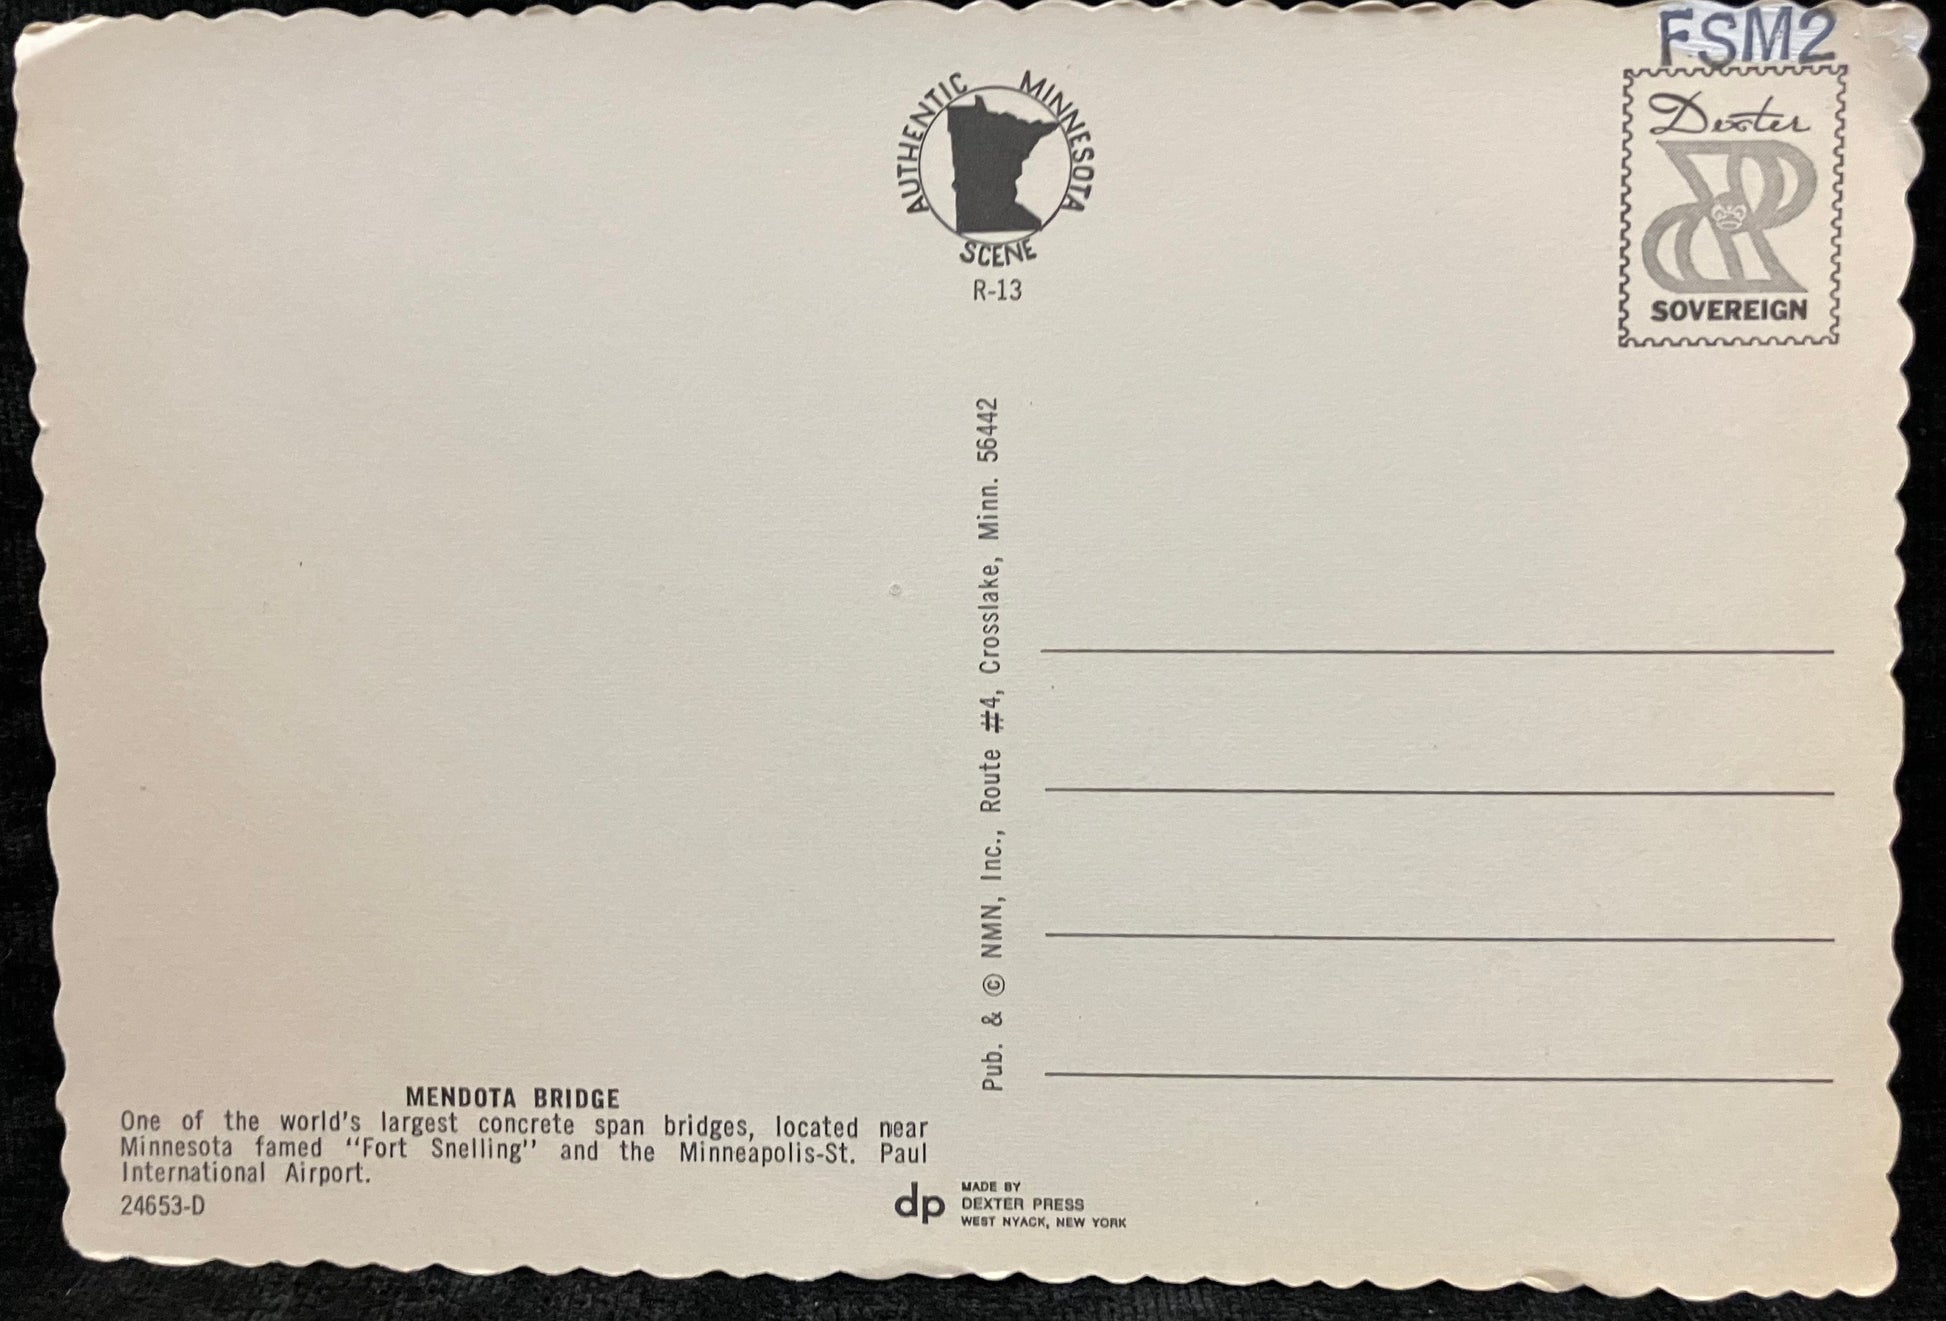 FSM2
AUTHENTIC MINNESOTA
SCENE
R-13
Dexter
SOVEREIGN
Pub. & © NMN, Inc., Route #4, Crosslake, Minn. 56442
MENDOTA BRIDGE
One of the world's largest concrete span bridges, located near
Minnesota famed “Fort Snelling” and the Minneapolis-St. Paul
International Airport.
24653-D
dp
MADE BY
DEXTER PRESS
WEST NYACK, NEW YORK